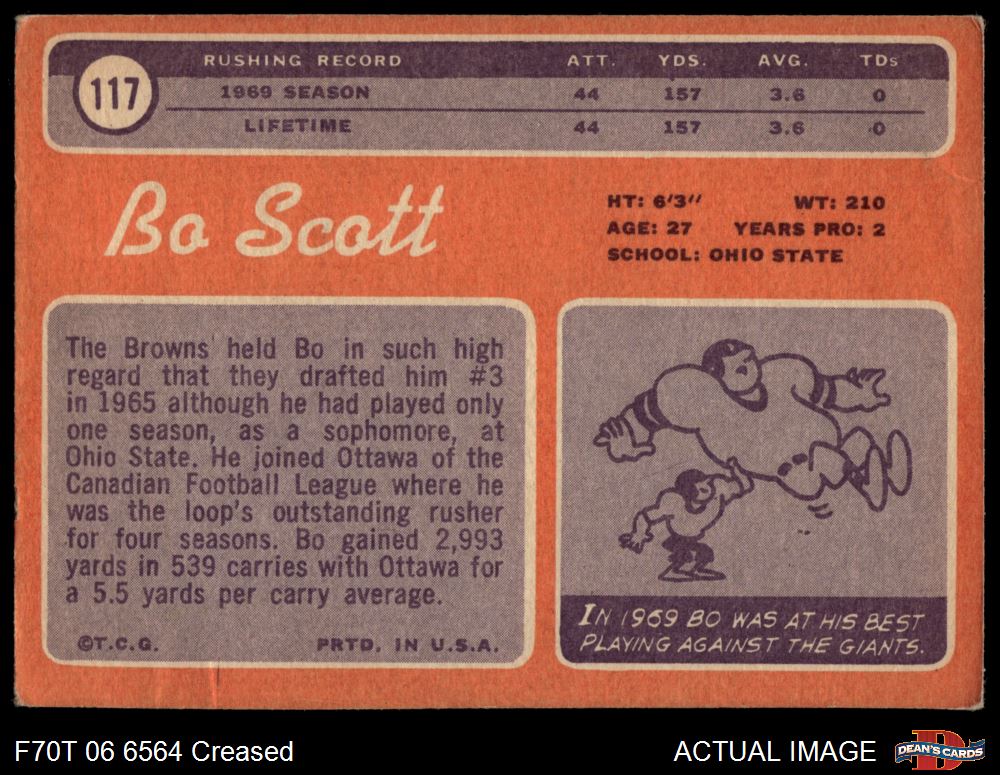 117
RUSHING RECORD ATT. YDS. AVG. TDs
1969 SEASON 44 157 3.6 0
LIFETIME 44 157 3.6 0
Bo Scott
HT: 6'3" WT: 210
AGE: 27 YEARS PRO: 2
SCHOOL: OHIO STATE
The Browns held Bo in such high
regard that they drafted him #3
in 1965 although he had played only
one season, as a sophomore, at
Ohio State. He joined Ottawa of the
Canadian Football League where he
was the loop's outstanding rusher
for four seasons. Bo gained 2,993
yards in 539 carries with Ottawa for
a 5.5 yards per carry average.
©T.C.G. PRTD. IN U.S.A.
IN 1969 BO WAS AT HIS BEST
PLAYING AGAINST THE GIANTS.
F70T 06 6564 Creased
ACTUAL IMAGE
D
DEAN'S CARDS